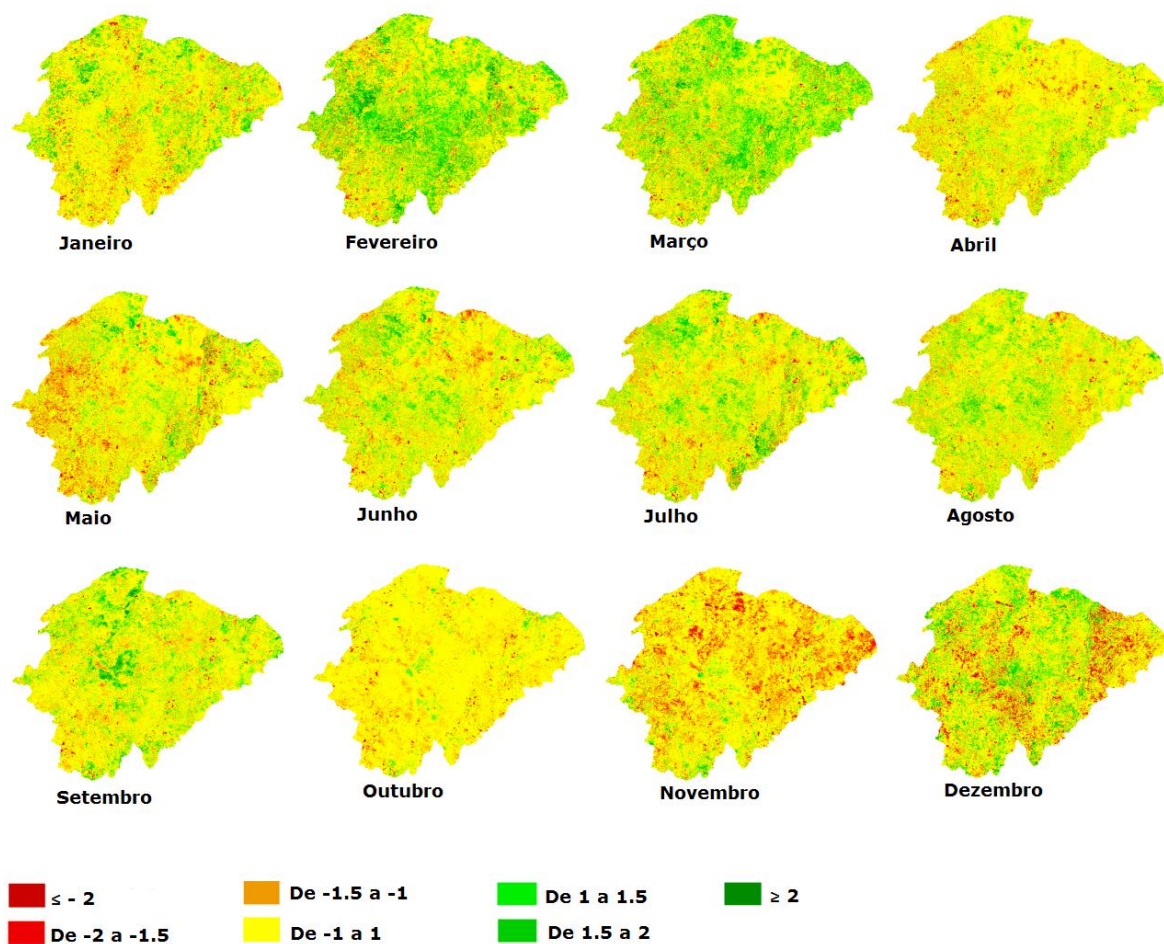 Janeiro
Fevereiro
Março
Abril
Maio
Junho
Julho
Agosto
Setembro
Outubro
Novembro
Dezembro
≤ - 2
De -1.5 a -1
De 1 a 1.5
≥ 2
De -2 a -1.5
De -1 a 1
De 1.5 a 2